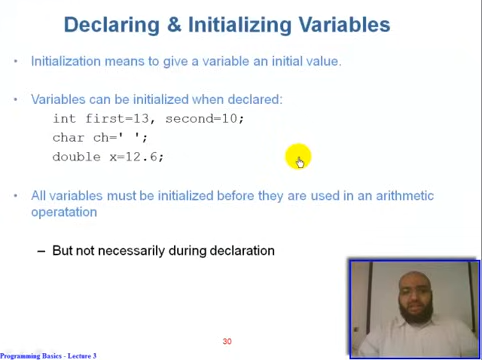 Declaring & Initializing Variables
• Initialization means to give a variable an initial value.
• Variables can be initialized when declared:
int first=13, second=10;
char ch=' ';
double x=12.6;
• All variables must be initialized before they are used in an arithmetic
operatation
– But not necessarily during declaration
30
Programming Basics - Lecture 3